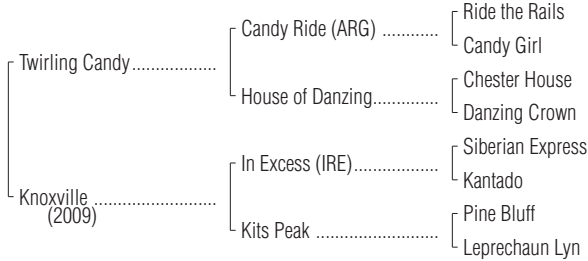 Ride the Rails
Candy Ride (ARG) ............
Candy Girl
Twirling Candy..................
Chester House
House of Danzing..............
Danzing Crown
Siberian Express
In Excess (IRE)..................
Kantado
Knoxville ..........................
(2009)
Pine Bluff
Kits Peak ..........................
Leprechaun Lyn